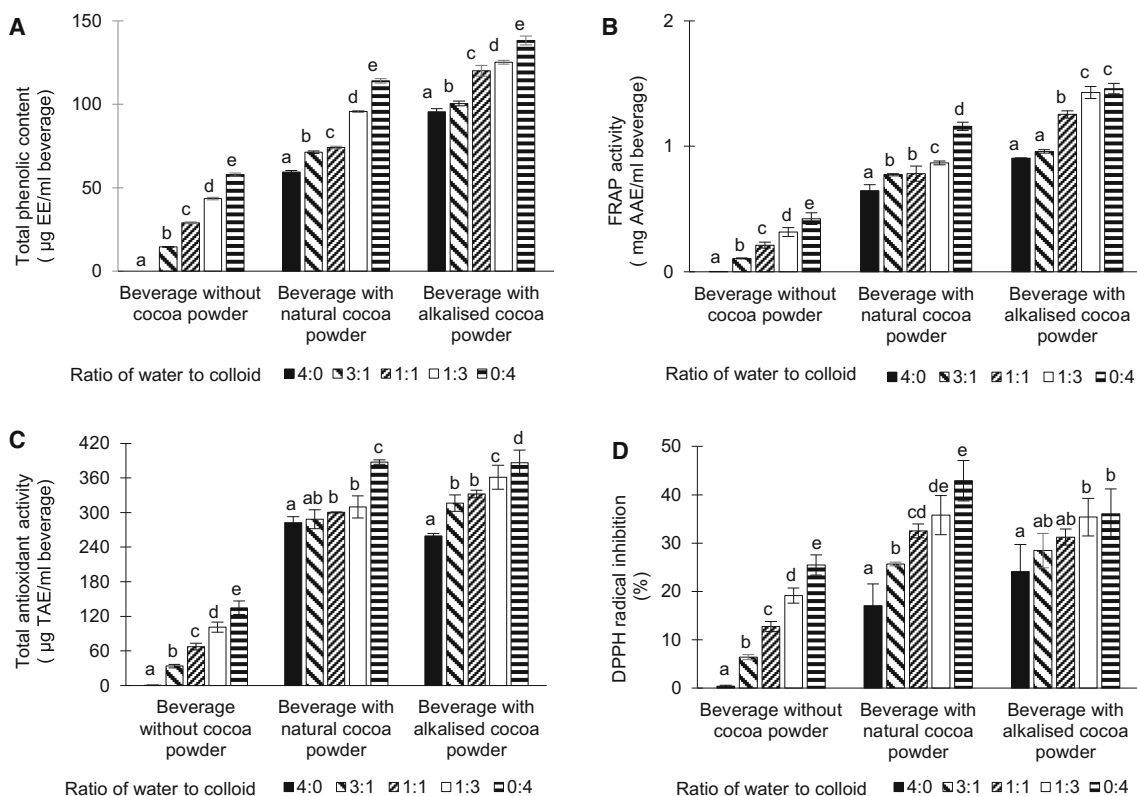 A
Total phenolic content
( µg EE/ml beverage)
150
100
50
0
a b c d e
a b c d e
a b c d e
Beverage without
cocoa powder
Beverage with
natural cocoa
powder
Beverage with
alkalised cocoa
powder
Ratio of water to colloid
4:0 3:1 1:1 1:3 0:4
B
FRAP activity
( mg AAE/ml beverage)
2
1
0
a b c d e
a b b c d
a a b c c
Beverage without
cocoa powder
Beverage with
natural cocoa
powder
Beverage with
alkalised cocoa
powder
Ratio of water to colloid
4:0 3:1 1:1 1:3 0:4
C
Total antioxidant activity
( µg TAE/ml beverage)
420
360
300
240
180
120
60
0
a b c d e
a ab b b c
a b b c d
Beverage
without cocoa
powder
Beverage with
natural cocoa
powder
Beverage with
alkalised cocoa
powder
Ratio of water to colloid
4:0 3:1 1:1 1:3 0:4
D
DPPH radical inhibition
(%)
50
40
30
20
10
0
a b c d e
a b cd de e
a ab ab b b
Beverage without
cocoa powder
Beverage with
natural cocoa
powder
Beverage with
alkalised cocoa
powder
Ratio of water to colloid
4:0 3:1 1:1 1:3 0:4